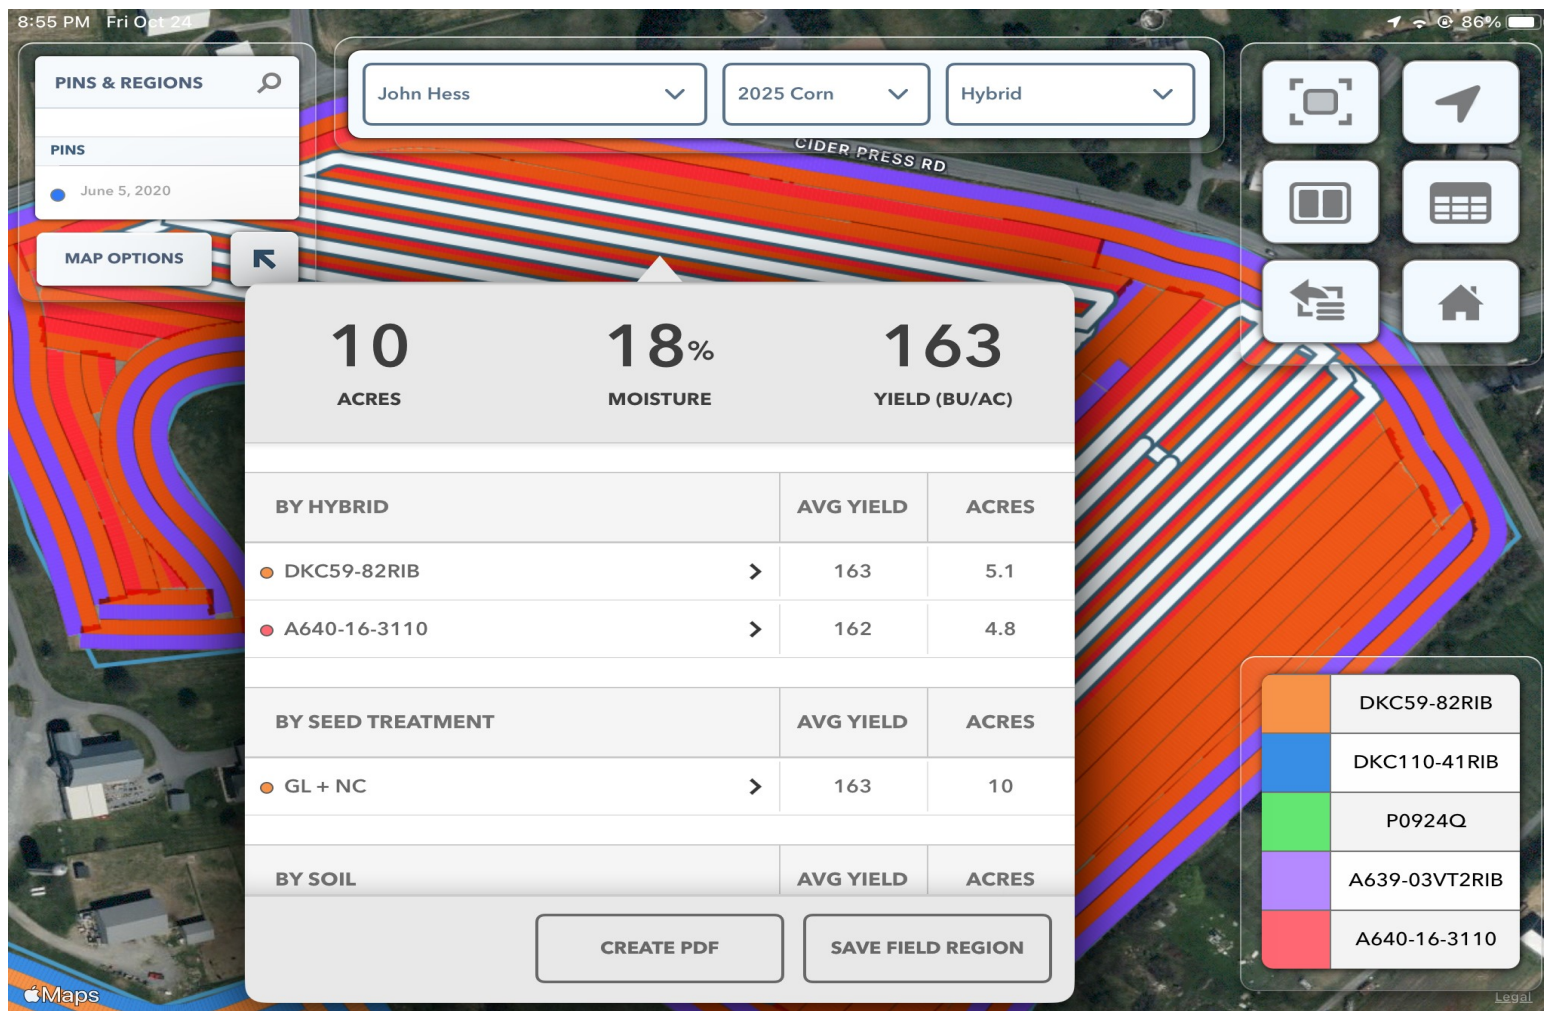 8:55 PM Fri Oct 24
86%
PINS & REGIONS
PINS
June 5, 2020
MAP OPTIONS
John Hess
2025 Corn
Hybrid
CIDER PRESS RD
10
ACRES
18%
MOISTURE
163
YIELD (BU/AC)
BY HYBRID AVG YIELD ACRES
DKC59-82RIB 163 5.1
A640-16-3110 162 4.8
BY SEED TREATMENT AVG YIELD ACRES
GL + NC 163 10
BY SOIL AVG YIELD ACRES
CREATE PDF
SAVE FIELD REGION
DKC59-82RIB
DKC110-41RIB
P0924Q
A639-03VT2RIB
A640-16-3110
Maps
Legal